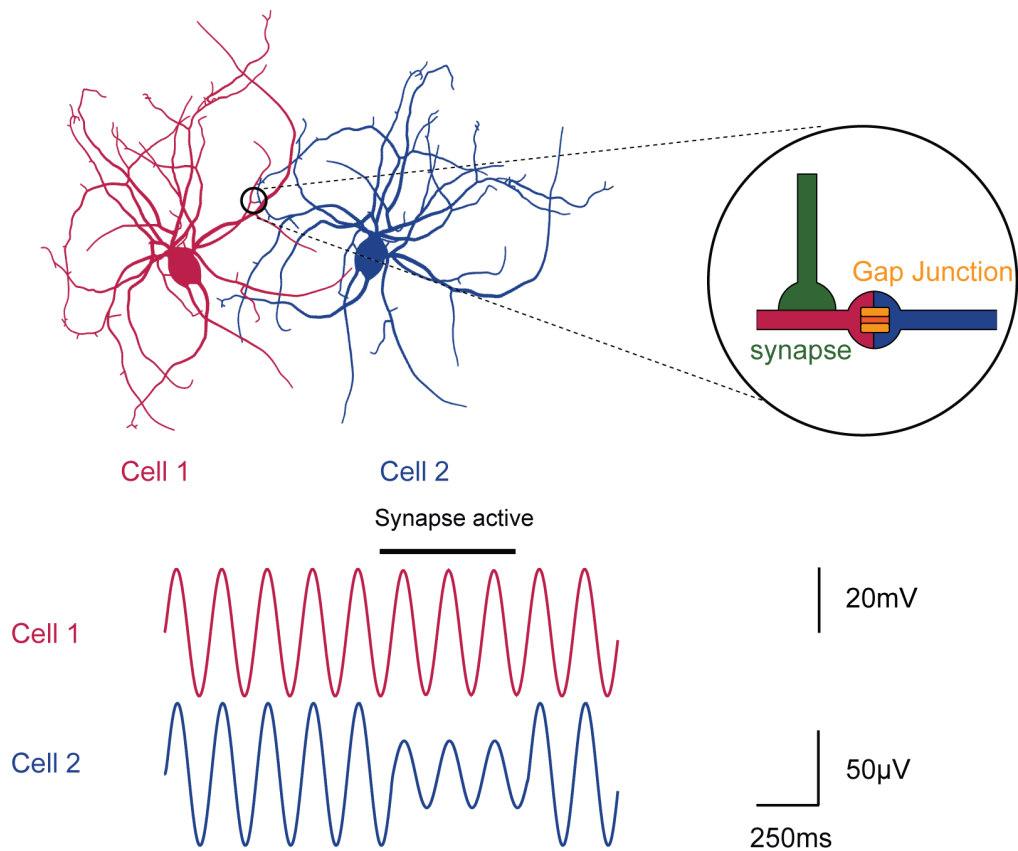 Gap Junction
synapse
Cell 1
Cell 2
Synapse active
Cell 1
20mV
Cell 2
50µV
250ms